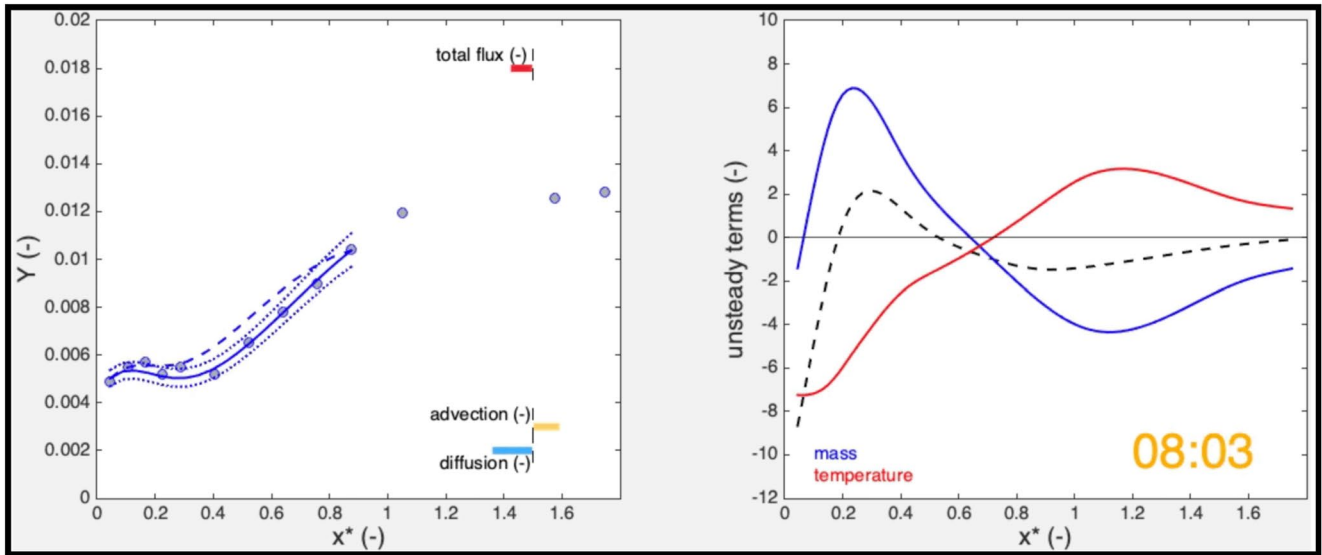 0.02
0.018
0.016
0.014
0.012
0.01
0.008
0.006
0.004
0.002
0
Y (-)
total flux (-)
advection (-)
diffusion (-)
0 0.2 0.4 0.6 0.8 1 1.2 1.4 1.6
x* (-)
10
8
6
4
2
0
-2
-4
-6
-8
-10
-12
unsteady terms (-)
mass
temperature
08:03
0 0.2 0.4 0.6 0.8 1 1.2 1.4 1.6
x* (-)